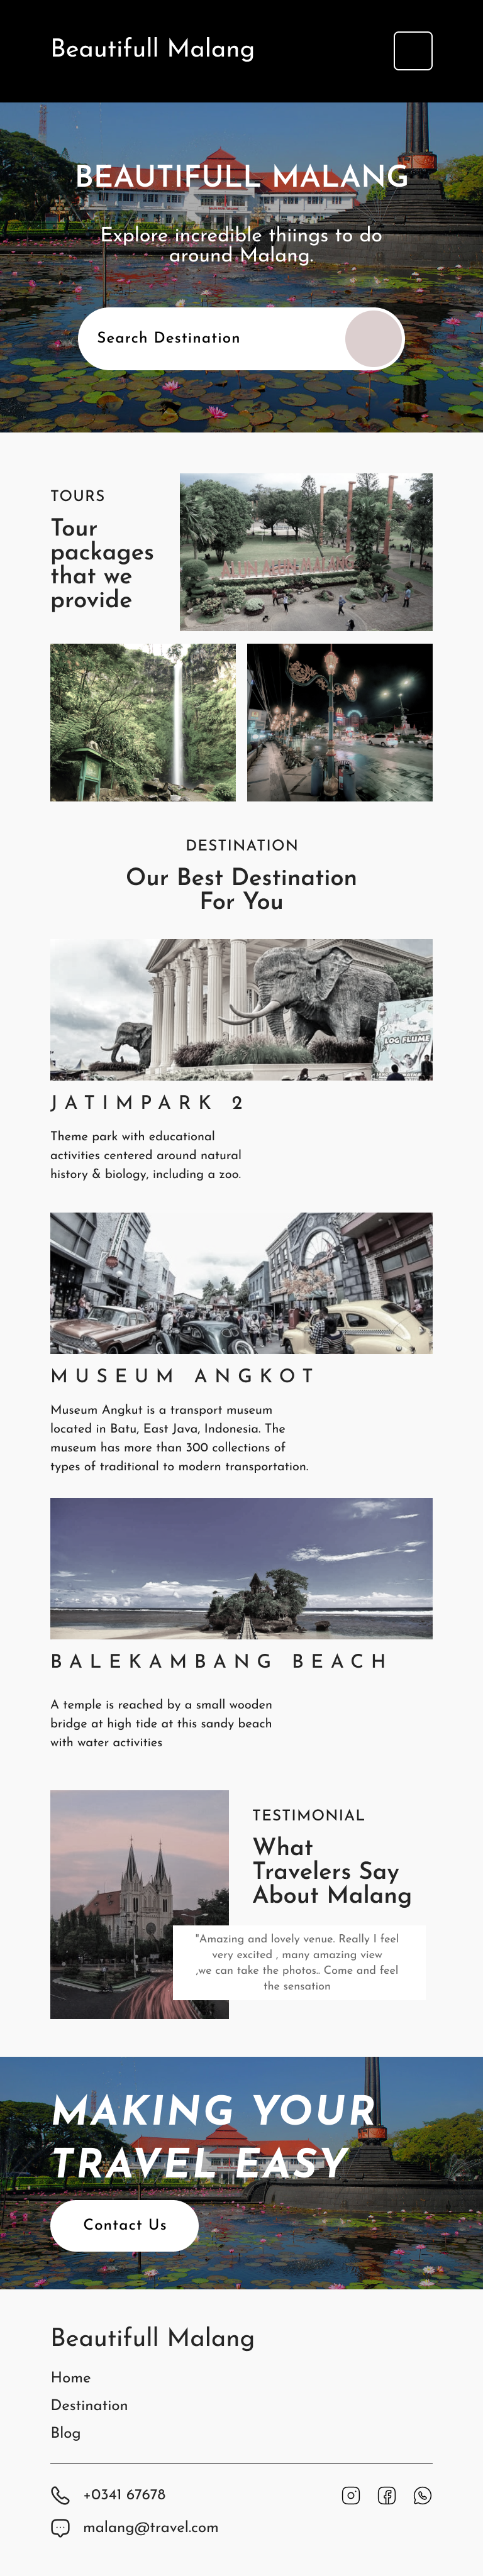 Beautifull Malang
BEAUTIFULL MALANG
Explore incredible thiings to do
around Malang.
Search Destination
TOURS
Tour
packages
that we
provide
ALUN ALUN MALANG
DESTINATION
Our Best Destination
For You
LOG FLUME
JATIMPARK 2
Theme park with educational
activities centered around natural
history & biology, including a zoo.
MUSEUM ANGKOT
Museum Angkut is a transport museum
located in Batu, East Java, Indonesia. The
museum has more than 300 collections of
types of traditional to modern transportation.
BALEKAMBANG BEACH
A temple is reached by a small wooden
bridge at high tide at this sandy beach
with water activities
TESTIMONIAL
What
Travelers Say
About Malang
"Amazing and lovely venue. Really I feel
very excited , many amazing view
,we can take the photos.. Come and feel
the sensation
MAKING YOUR
TRAVEL EASY
Contact Us
Beautifull Malang
Home
Destination
Blog
+0341 67678
malang@travel.com